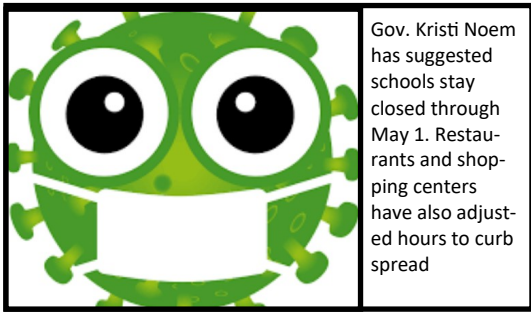 Gov. Kristi Noem
has suggested
schools stay
closed through
May 1. Restau-
rants and shop-
ping centers
have also adjust-
ed hours to curb
spread